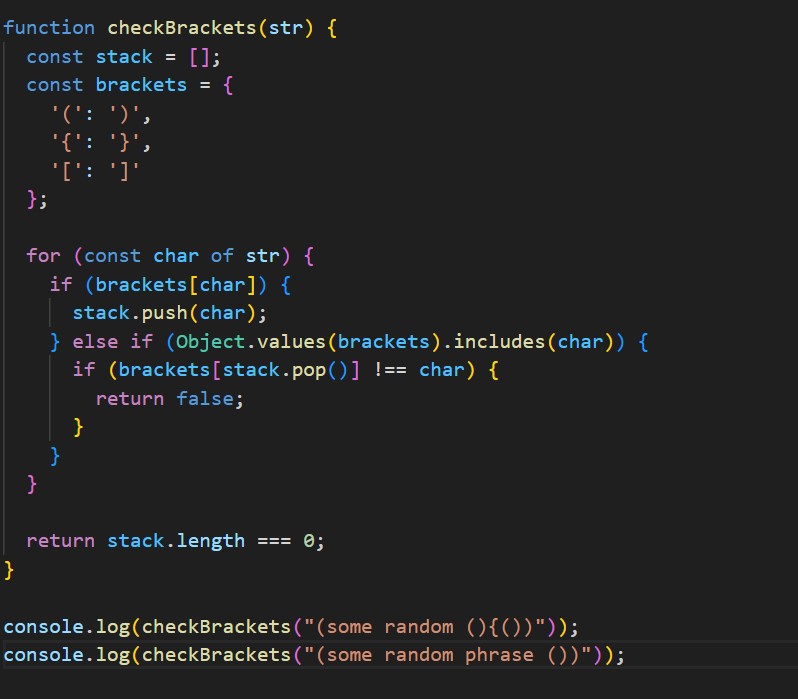 function checkBrackets(str) {
  const stack = [];
  const brackets = {
    '(': ')',
    '{': '}',
    '[': ']'
  };

  for (const char of str) {
    if (brackets[char]) {
      stack.push(char);
    } else if (Object.values(brackets).includes(char)) {
      if (brackets[stack.pop()] !== char) {
        return false;
      }
    }
  }

  return stack.length === 0;
}

console.log(checkBrackets("(some random (){())"));
console.log(checkBrackets("(some random phrase ())"));